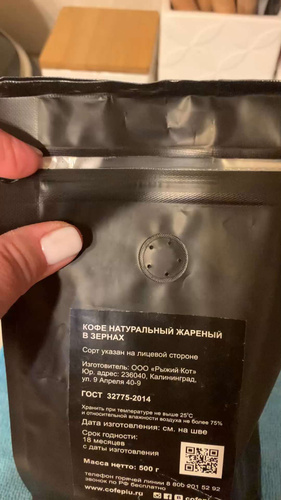 КОФЕ НАТУРАЛЬНЫЙ ЖАРЕНЫЙ
В ЗЕРНАХ
Сорт указан на лицевой стороне
Изготовитель: ООО «Рыжий Кот»
Юр. адрес: 236040, Калининград,
ул. 9 Апреля 40-9
ГОСТ 32775-2014
Хранить при температуре не выше 25°С
и относительной влажности воздуха не более 75%
Дата изготовления: см. на шве
Срок годности:
18 месяцев
с даты изготовления
Масса нетто: 500 г
телефон горячей линии 8 800 201 52 92
звонок по РФ бесплатно
www.cofepiu.ru